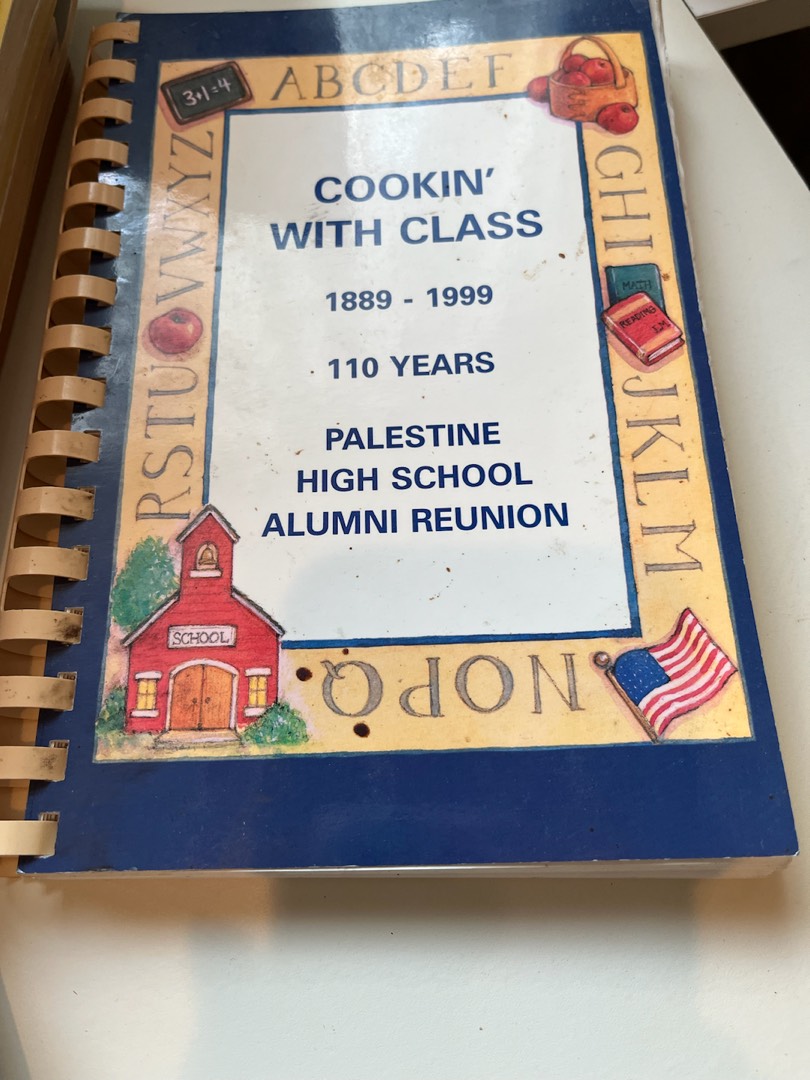 3+1=4
ABCDEF
GHI
MATH
READING
JKLM
NOPQ
RSTU
VWXYZ
COOKIN'
WITH CLASS
1889 - 1999
110 YEARS
PALESTINE
HIGH SCHOOL
ALUMNI REUNION
SCHOOL